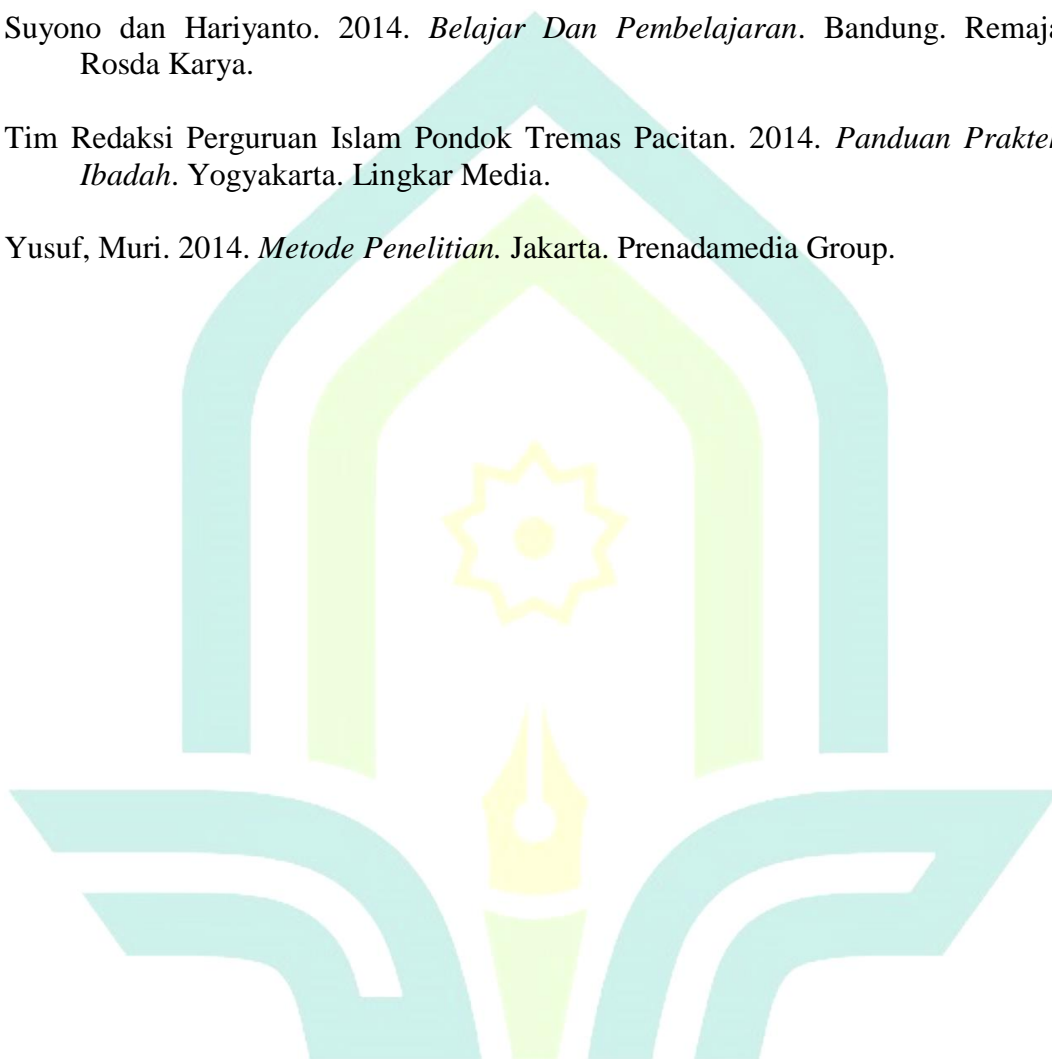 Suyono dan Hariyanto. 2014. Belajar Dan Pembelajaran. Bandung. Remaja
Rosda Karya.
Tim Redaksi Perguruan Islam Pondok Tremas Pacitan. 2014. Panduan Praktek
Ibadah. Yogyakarta. Lingkar Media.
Yusuf, Muri. 2014. Metode Penelitian. Jakarta. Prenadamedia Group.